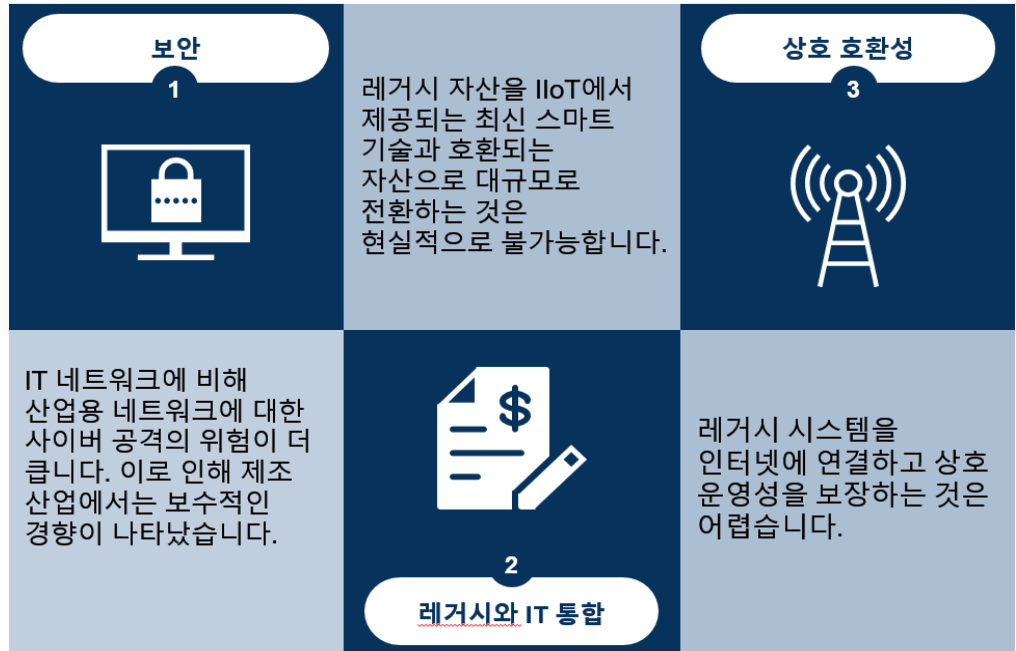 보안
1
IT 네트워크에 비해
산업용 네트워크에 대한
사이버 공격의 위험이 더
큽니다. 이로 인해 제조
산업에서는 보수적인
경향이 나타났습니다.
레거시 자산을 IIoT에서
제공되는 최신 스마트
기술과 호환되는
자산으로 대규모로
전환하는 것은
현실적으로 불가능합니다.
$
2
레거시와 IT 통합
상호 호환성
3
레거시 시스템을
인터넷에 연결하고 상호
운영성을 보장하는 것은
어렵습니다.